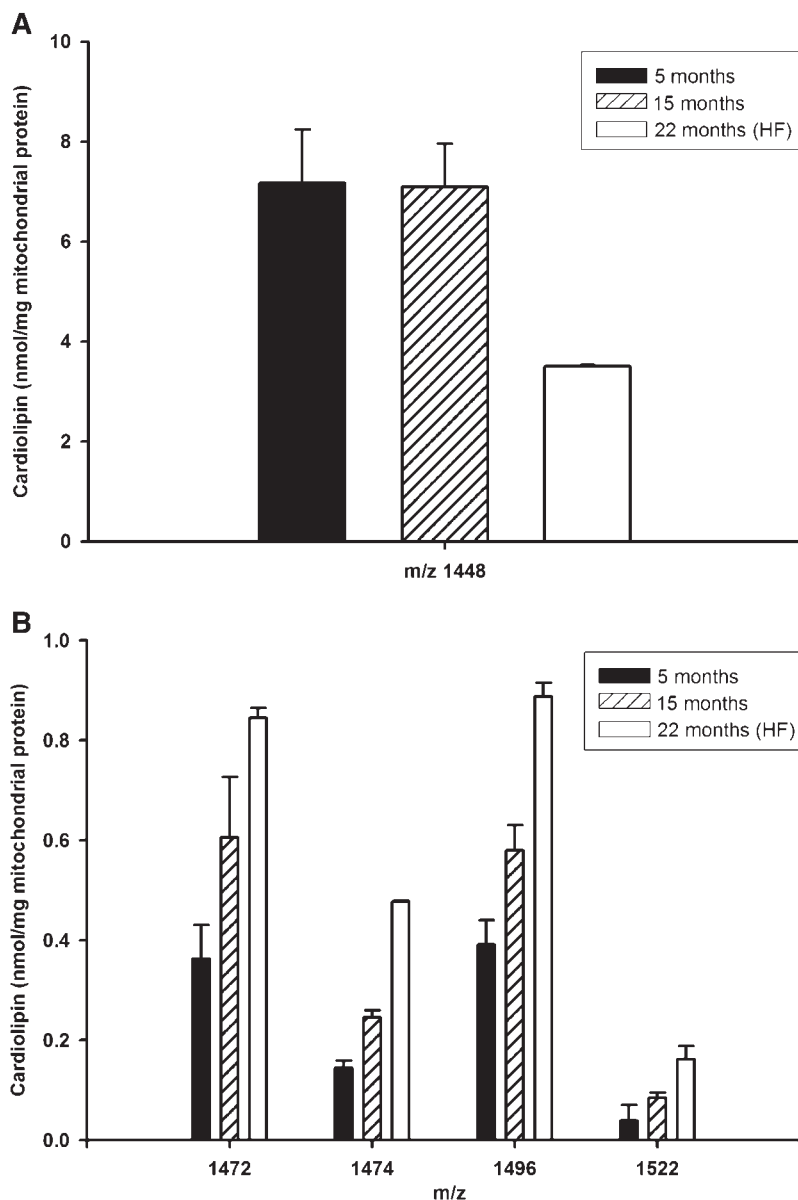 A
Cardiolipin (nmol/mg mitochondrial protein)
10
8
6
4
2
0
5 months
15 months
22 months (HF)
m/z 1448
B
Cardiolipin (nmol/mg mitochondrial protein)
1.0
0.8
0.6
0.4
0.2
0.0
5 months
15 months
22 months (HF)
1472 1474 1496 1522
m/z